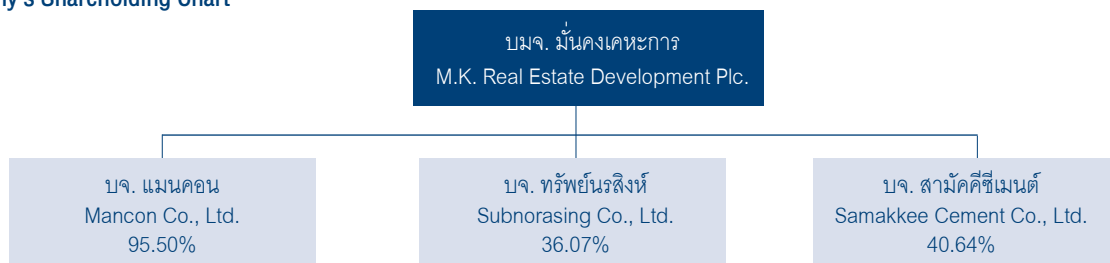 y's Shareholding Chart
บมจ. มั่นคงเคหะการ
M.K. Real Estate Development Plc.
บจ. แมนคอน
Mancon Co., Ltd.
95.50%
บจ. ทรัพย์นรสิงห์
Subnorasing Co., Ltd.
36.07%
บจ. สามัคคีซีเมนต์
Samakkee Cement Co., Ltd.
40.64%